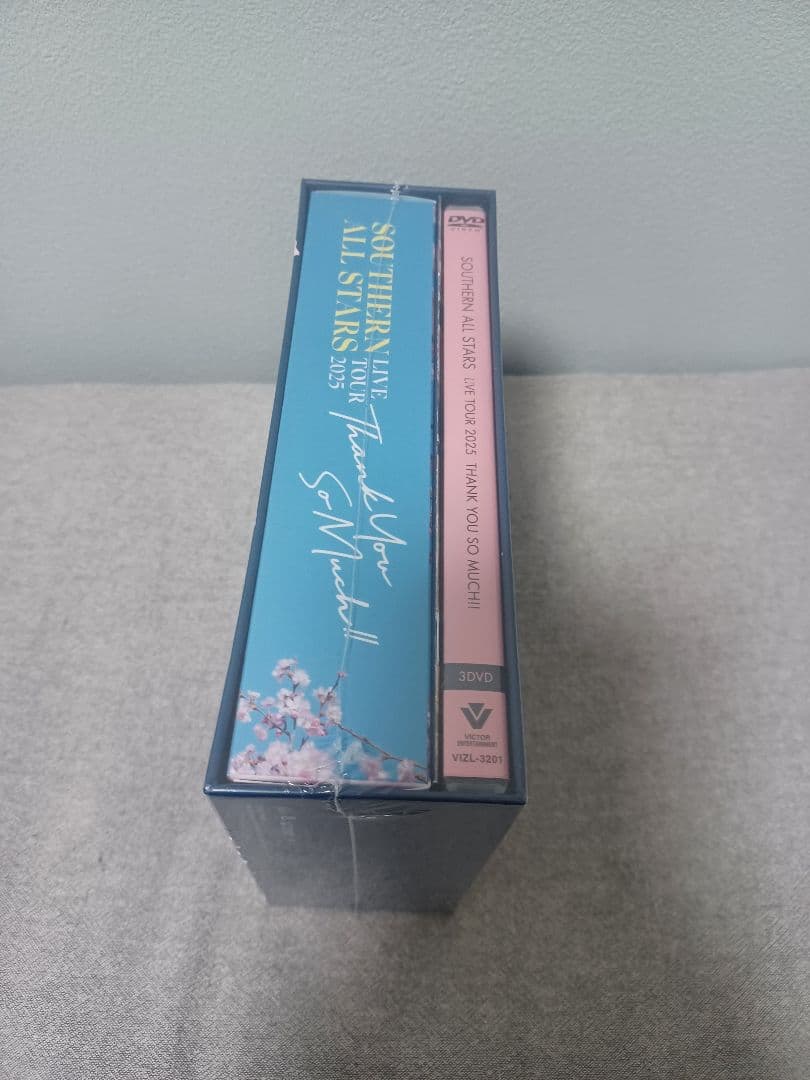 SOUTHERN
ALL STARS
LIVE
TOUR
2025
Thank You
So Much!!
DVD
VIDEO
SOUTHERN ALL STARS LIVE TOUR 2025 THANK YOU SO MUCH!!
3DVD
VICTOR
ENTERTAINMENT
VIZL-3201